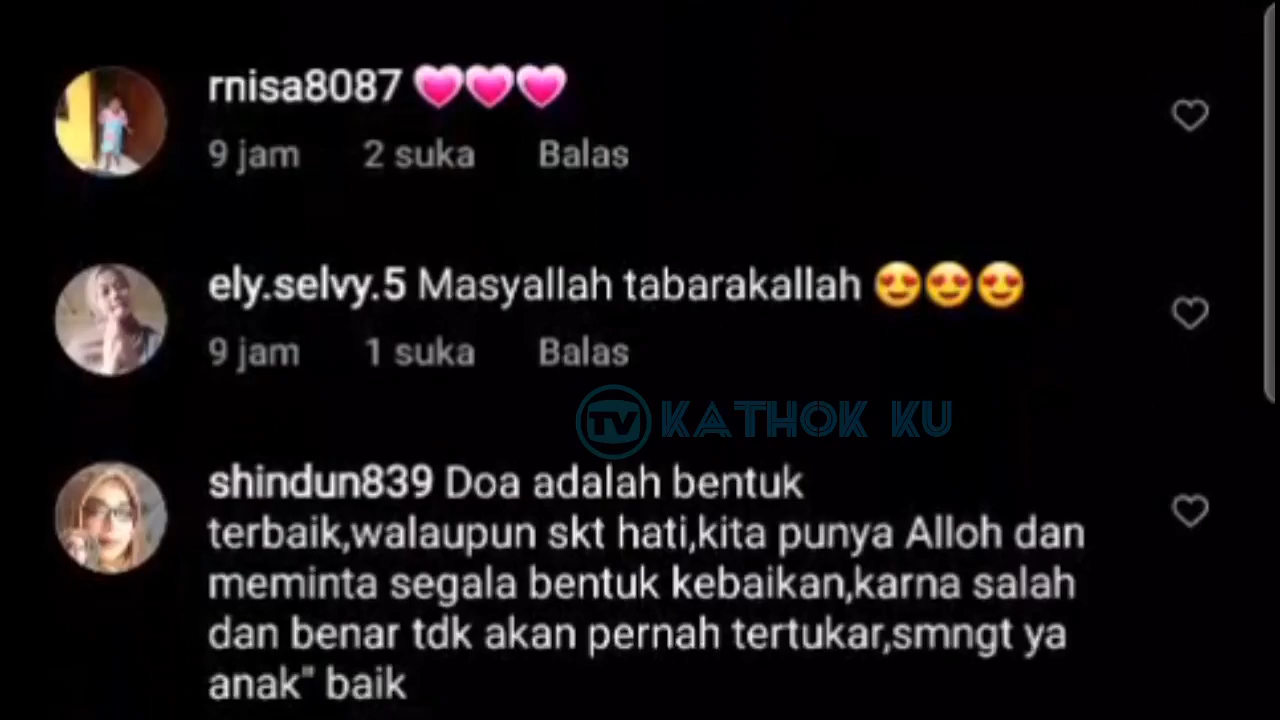 rnisa8087 💗💗💗
9 jam 2 suka Balas
ely.selvy.5 Masyallah tabarakallah 😍😍😍
9 jam 1 suka Balas
TV KATHOK KU
shindun839 Doa adalah bentuk
terbaik,walaupun skt hati,kita punya Alloh dan
meminta segala bentuk kebaikan,karna salah
dan benar tdk akan pernah tertukar,smngt ya
anak" baik